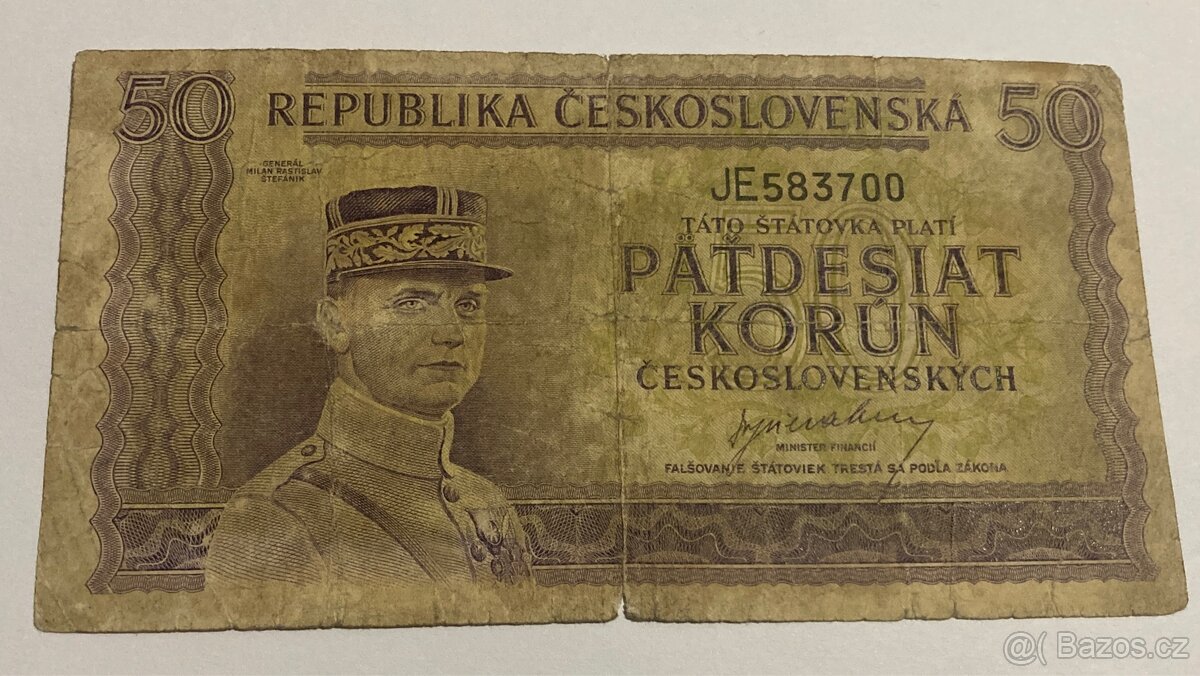 50 REPUBLIKA ČESKOSLOVENSKÁ 50
GENERÁL
MILAN RASTISLAV
ŠTEFÁNIK
JE583700
TÁTO ŠTÁTOVKA PLATÍ
PÄŤDESIAT
KORÚN
ČESKOSLOVENSKÝCH
MINISTER FINANCIÍ
FALŠOVANIE ŠTÁTOVIEK TRESTÁ SA PODĽA ZÁKONA
@( Bazos.cz